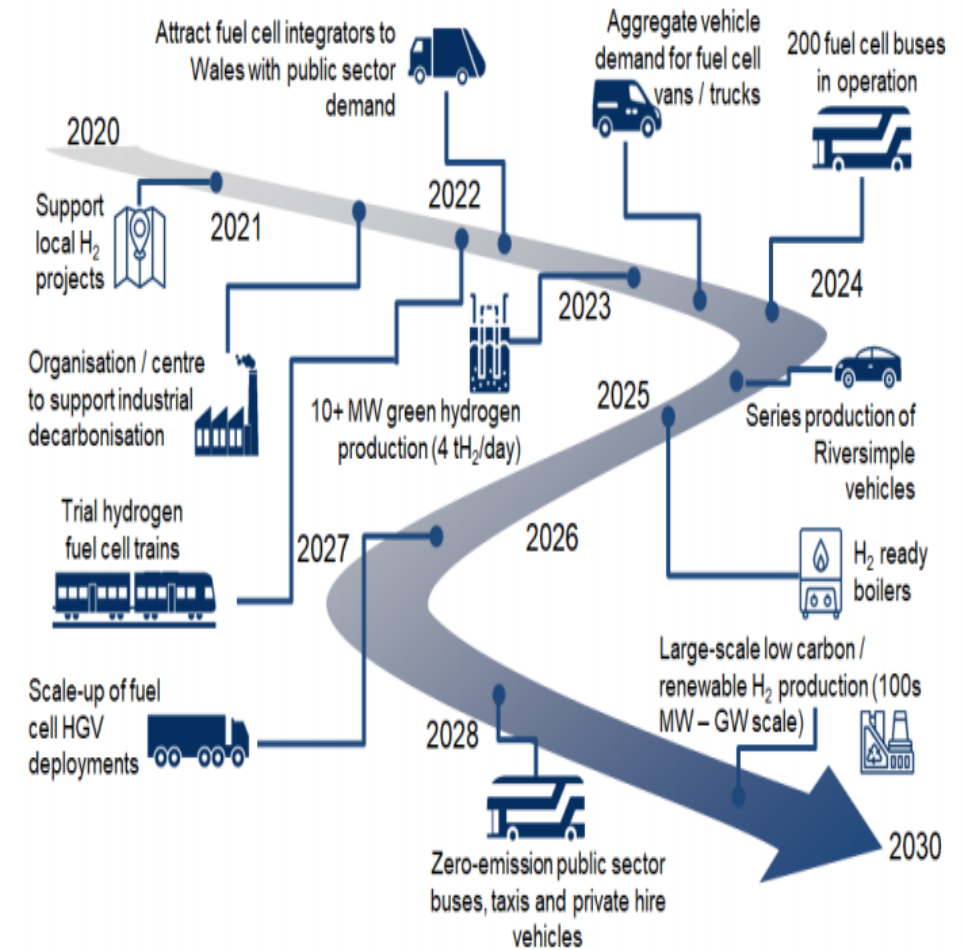 2020
Attract fuel cell integrators to
Wales with public sector
demand
Aggregate vehicle
demand for fuel cell
vans / trucks
200 fuel cell buses
in operation
Support
local H₂
projects
2021
2022
2023
2024
Organisation / centre
to support industrial
decarbonisation
10+ MW green hydrogen
production (4 tH₂/day)
2025
Series production of
Riversimple
vehicles
Trial hydrogen
fuel cell trains
2027
2026
H₂ ready
boilers
Scale-up of fuel
cell HGV
deployments
2028
Large-scale low carbon /
renewable H₂ production (100s
MW – GW scale)
2030
Zero-emission public sector
buses, taxis and private hire
vehicles